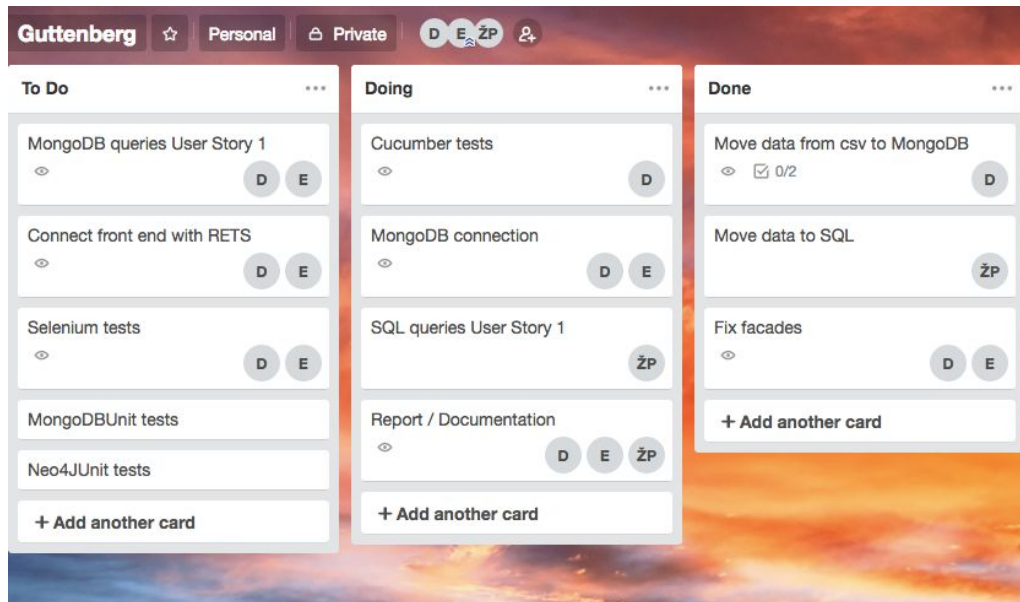 Guttenberg Personal Private D E ŽP
To Do
MongoDB queries User Story 1
D E
Connect front end with RETS
D E
Selenium tests
D E
MongoDBUnit tests
Neo4JUnit tests
+ Add another card
Doing
Cucumber tests
D
MongoDB connection
D E
SQL queries User Story 1
ŽP
Report / Documentation
D E ŽP
+ Add another card
Done
Move data from csv to MongoDB
0/2 D
Move data to SQL
ŽP
Fix facades
D E
+ Add another card